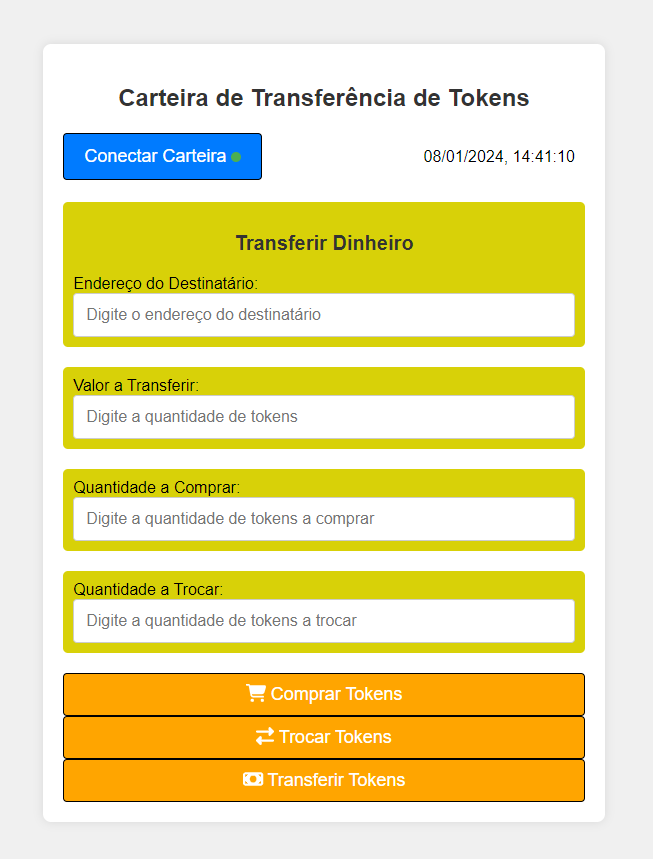 Carteira de Transferência de Tokens
Conectar Carteira
08/01/2024, 14:41:10
Transferir Dinheiro
Endereço do Destinatário:
Digite o endereço do destinatário
Valor a Transferir:
Digite a quantidade de tokens
Quantidade a Comprar:
Digite a quantidade de tokens a comprar
Quantidade a Trocar:
Digite a quantidade de tokens a trocar
Comprar Tokens
Trocar Tokens
Transferir Tokens